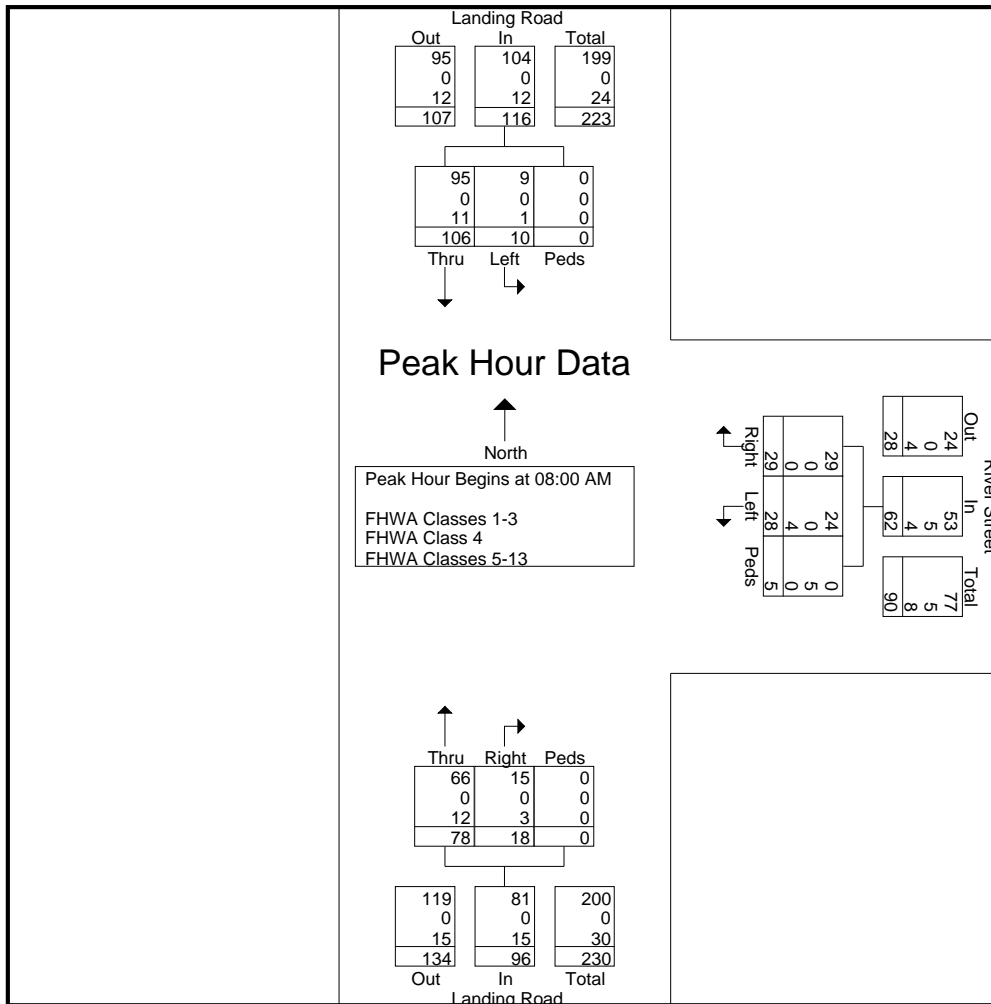 Landing Road
Out In Total
95 104 199
0 0 0
12 12 24
107 116 223
95 9 0
0 0 0
11 1 0
106 10 0
Thru Left Peds
Peak Hour Data
North
Peak Hour Begins at 08:00 AM
FHWA Classes 1-3
FHWA Class 4
FHWA Classes 5-13
River Street
Out In Total
24 53 77
0 5 5
4 4 8
28 62 90
29 24 0
0 0 5
0 4 0
29 28 5
Right Left Peds
Thru Right Peds
66 15 0
0 0 0
12 3 0
78 18 0
119 81 200
0 0 0
15 15 30
134 96 230
Out In Total
Landing Road